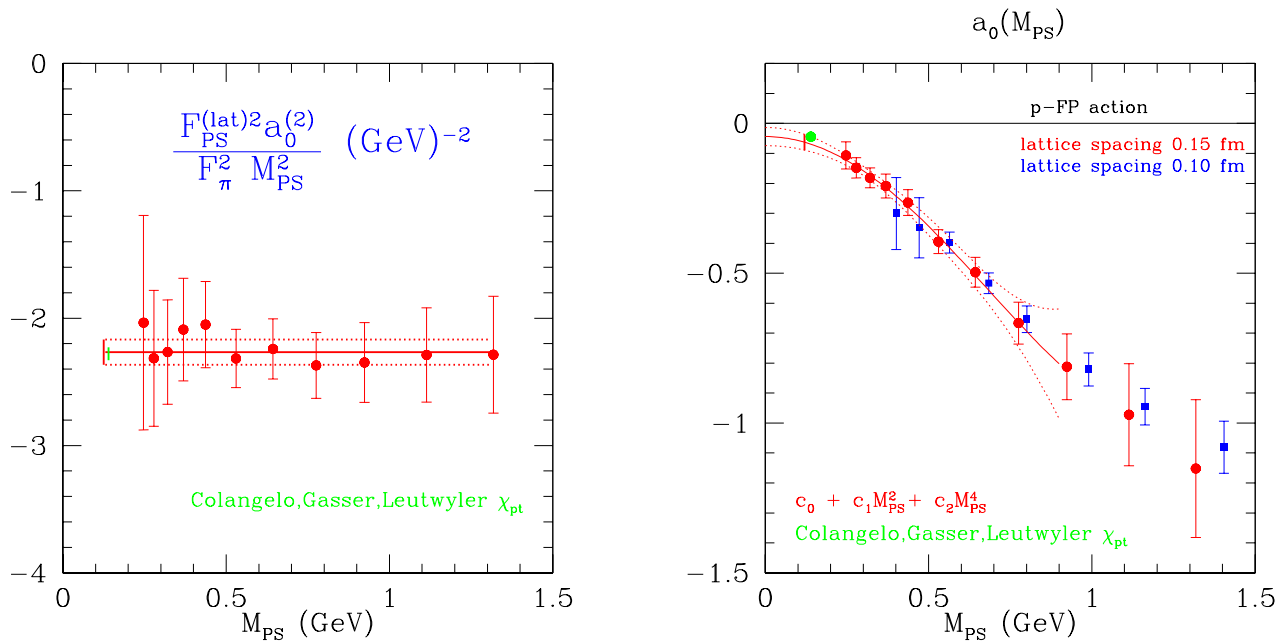 0
−1
−2
−3
−4
F_PS^(lat)2 a_0^(2) / F_π^2 M_PS^2 (GeV)^−2
Colangelo,Gasser,Leutwyler χ_pt
0 0.5 1 1.5
M_PS (GeV)
a_0(M_PS)
0
−0.5
−1
−1.5
p-FP action
lattice spacing 0.15 fm
lattice spacing 0.10 fm
c_0 + c_1M_PS^2+ c_2M_PS^4
Colangelo,Gasser,Leutwyler χ_pt
0 0.5 1 1.5
M_PS (GeV)